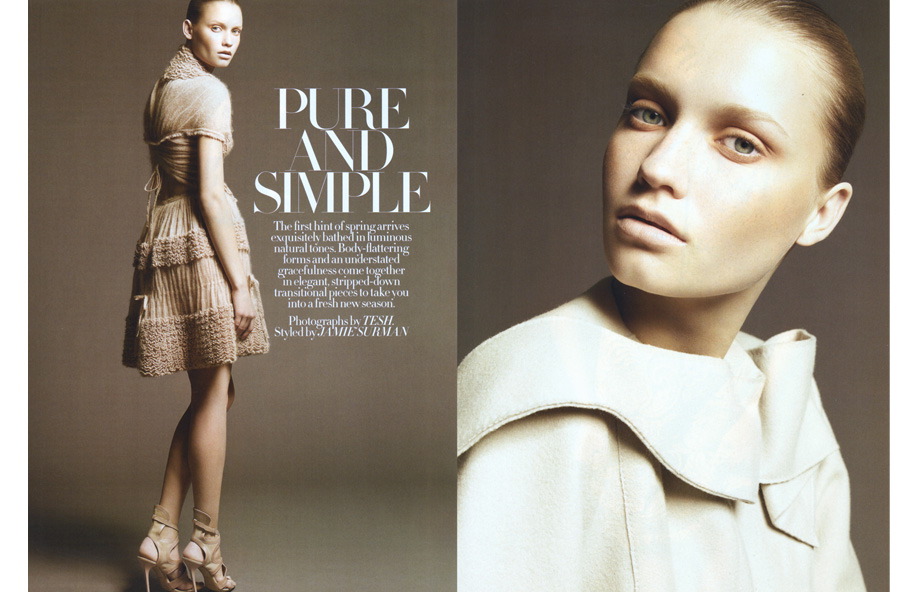 PURE
AND
SIMPLE
The first hint of spring arrives
exquisitely bathed in luminous
natural tones. Body-flattering
forms and an understated
gracefulness come together
in elegant, stripped-down
transitional pieces to take you
into a fresh new season.
Photographs by TESH.
Styled by JAMIE SURMAN